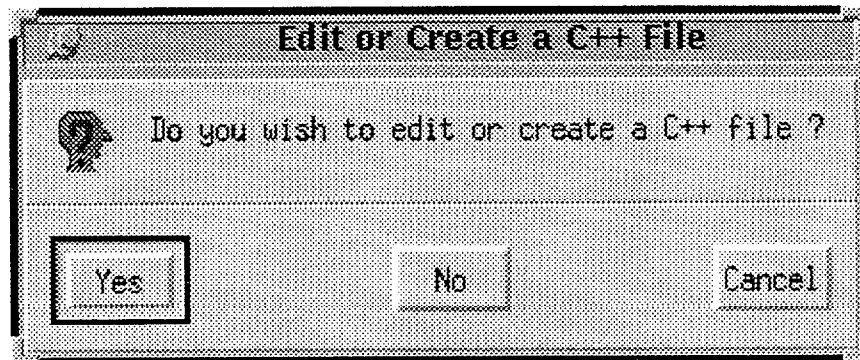 Edit or Create a C++ File
Do you wish to edit or create a C++ file ?
Yes
No
Cancel